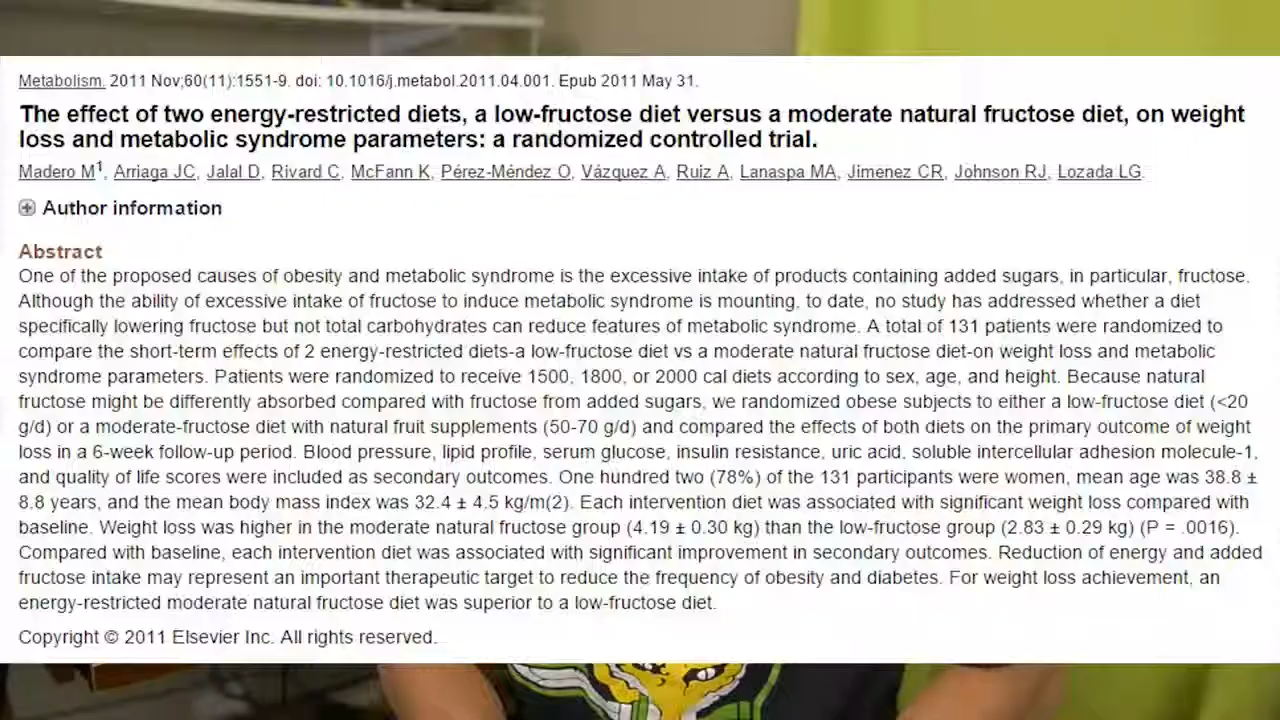 Metabolism. 2011 Nov;60(11):1551-9. doi: 10.1016/j.metabol.2011.04.001. Epub 2011 May 31.
The effect of two energy-restricted diets, a low-fructose diet versus a moderate natural fructose diet, on weight
loss and metabolic syndrome parameters: a randomized controlled trial.
Madero M1, Arriaga JC, Jalal D, Rivard C, McFann K, Pérez-Méndez O, Vázquez A, Ruiz A, Lanaspa MA, Jimenez CR, Johnson RJ, Lozada LG.
Author information
Abstract
One of the proposed causes of obesity and metabolic syndrome is the excessive intake of products containing added sugars, in particular, fructose.
Although the ability of excessive intake of fructose to induce metabolic syndrome is mounting, to date, no study has addressed whether a diet
specifically lowering fructose but not total carbohydrates can reduce features of metabolic syndrome. A total of 131 patients were randomized to
compare the short-term effects of 2 energy-restricted diets-a low-fructose diet vs a moderate natural fructose diet-on weight loss and metabolic
syndrome parameters. Patients were randomized to receive 1500, 1800, or 2000 cal diets according to sex, age, and height. Because natural
fructose might be differently absorbed compared with fructose from added sugars, we randomized obese subjects to either a low-fructose diet (<20
g/d) or a moderate-fructose diet with natural fruit supplements (50-70 g/d) and compared the effects of both diets on the primary outcome of weight
loss in a 6-week follow-up period. Blood pressure, lipid profile, serum glucose, insulin resistance, uric acid, soluble intercellular adhesion molecule-1,
and quality of life scores were included as secondary outcomes. One hundred two (78%) of the 131 participants were women, mean age was 38.8 ±
8.8 years, and the mean body mass index was 32.4 ± 4.5 kg/m(2). Each intervention diet was associated with significant weight loss compared with
baseline. Weight loss was higher in the moderate natural fructose group (4.19 ± 0.30 kg) than the low-fructose group (2.83 ± 0.29 kg) (P = .0016).
Compared with baseline, each intervention diet was associated with significant improvement in secondary outcomes. Reduction of energy and added
fructose intake may represent an important therapeutic target to reduce the frequency of obesity and diabetes. For weight loss achievement, an
energy-restricted moderate natural fructose diet was superior to a low-fructose diet.
Copyright © 2011 Elsevier Inc. All rights reserved.